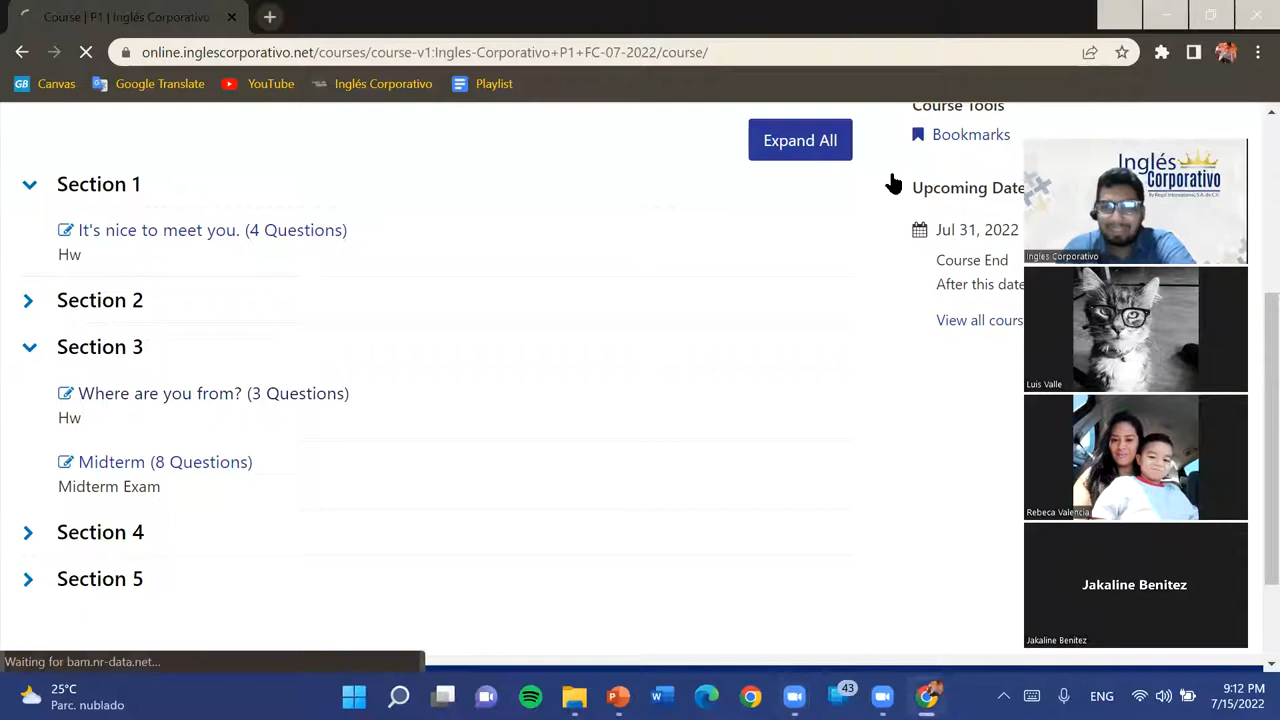 Course | P1 | Inglés Corporativo
online.inglescorporativo.net/courses/course-v1:Ingles-Corporativo+P1+FC-07-2022/course/
GB Canvas
Google Translate
YouTube
Inglés Corporativo
Playlist
Course Tools
Expand All
Bookmarks
Section 1
Upcoming Date
It's nice to meet you. (4 Questions)
Hw
Jul 31, 2022
Course End
After this date
View all cours
Section 2
Section 3
Where are you from? (3 Questions)
Hw
Midterm (8 Questions)
Midterm Exam
Section 4
Section 5
Inglés
Corporativo
By Regal International, S.A. de C.V.
Ingles Corporativo
Luis Valle
Rebeca Valencia
Jakaline Benitez
Jakaline Benitez
Waiting for bam.nr-data.net...
25°C
Parc. nublado
43
ENG
9:12 PM
7/15/2022